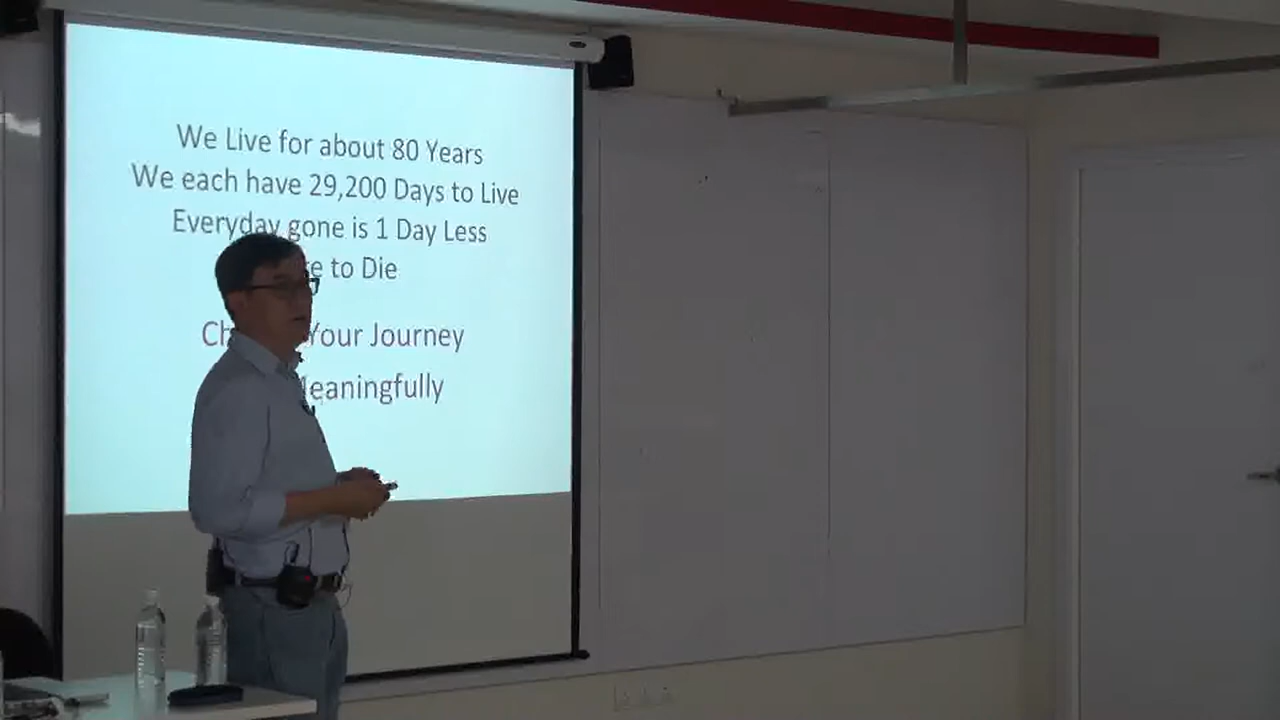 We Live for about 80 Years
We each have 29,200 Days to Live
Everyday gone is 1 Day Less
to Die
Your Journey